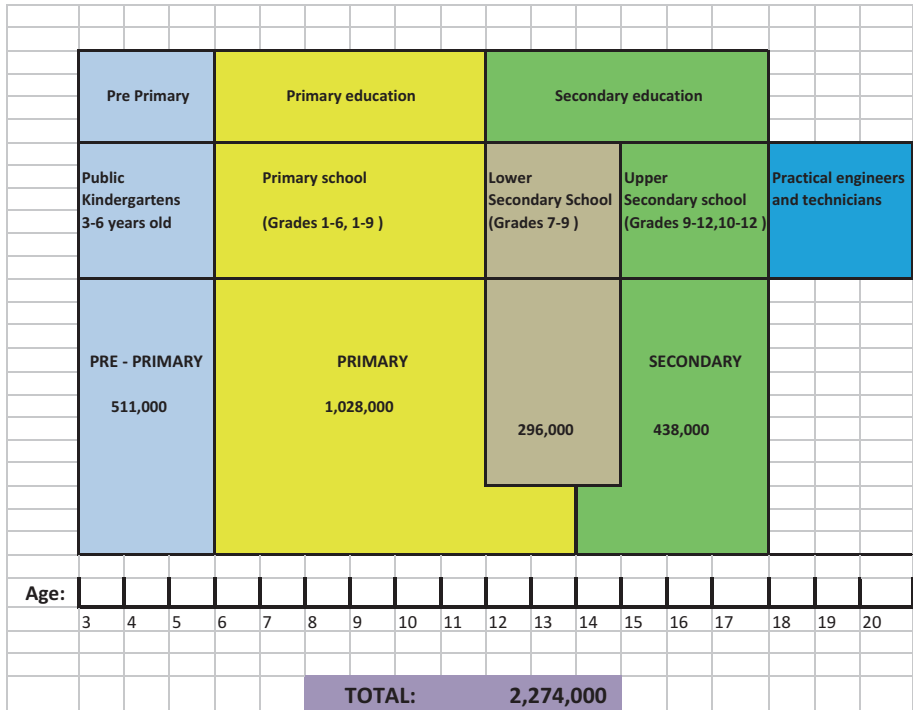 Pre Primary
Primary education
Secondary education
Public
Kindergartens
3-6 years old
Primary school
(Grades 1-6, 1-9 )
Lower
Secondary School
(Grades 7-9 )
Upper
Secondary school
(Grades 9-12,10-12 )
Practical engineers
and technicians
PRE - PRIMARY
511,000
PRIMARY
1,028,000
296,000
SECONDARY
438,000
Age:
3 4 5 6 7 8 9 10 11 12 13 14 15 16 17 18 19 20
TOTAL: 2,274,000